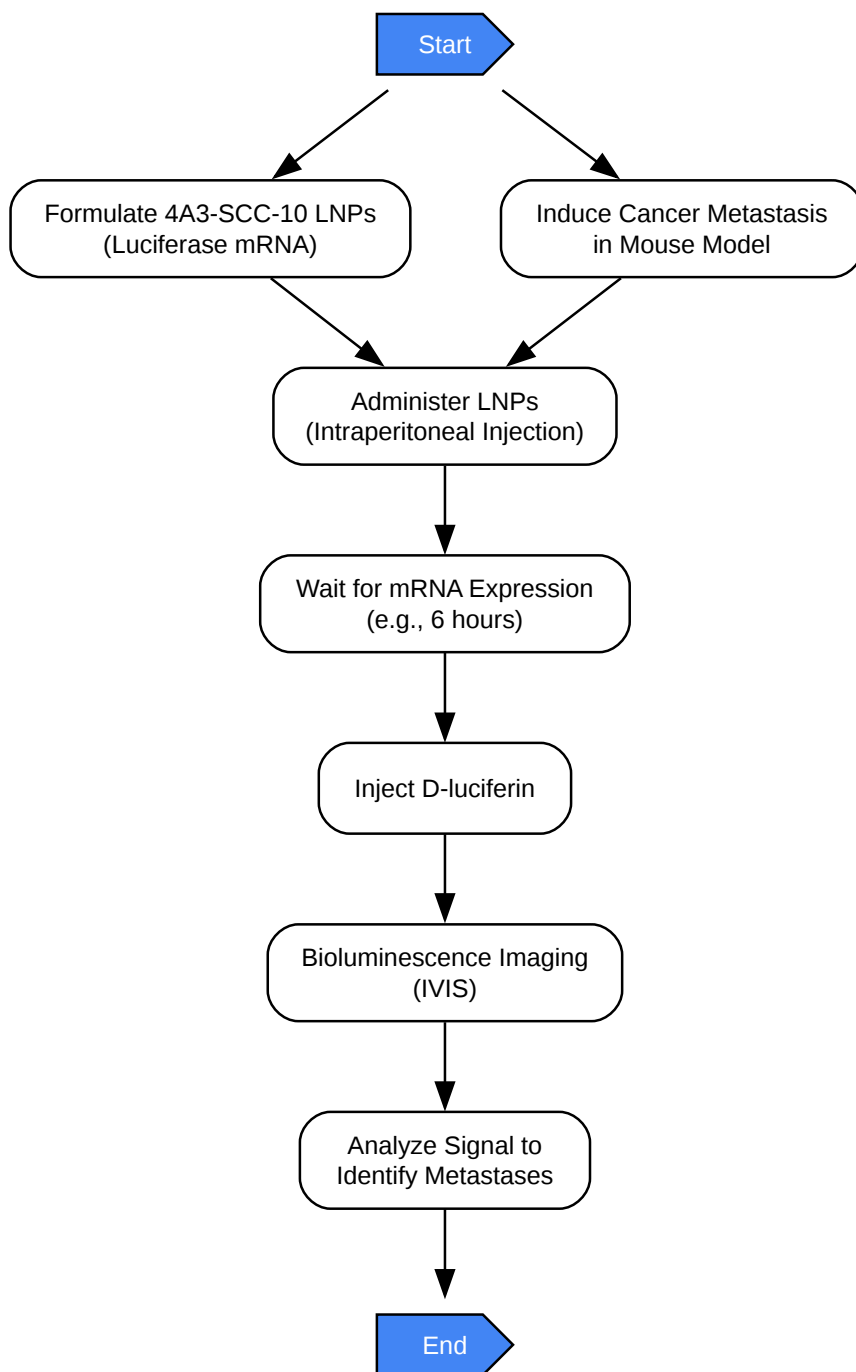 Start
Formulate 4A3-SCC-10 LNPs
(Luciferase mRNA)
Induce Cancer Metastasis
in Mouse Model
Administer LNPs
(Intraperitoneal Injection)
Wait for mRNA Expression
(e.g., 6 hours)
Inject D-luciferin
Bioluminescence Imaging
(IVIS)
Analyze Signal to
Identify Metastases
End